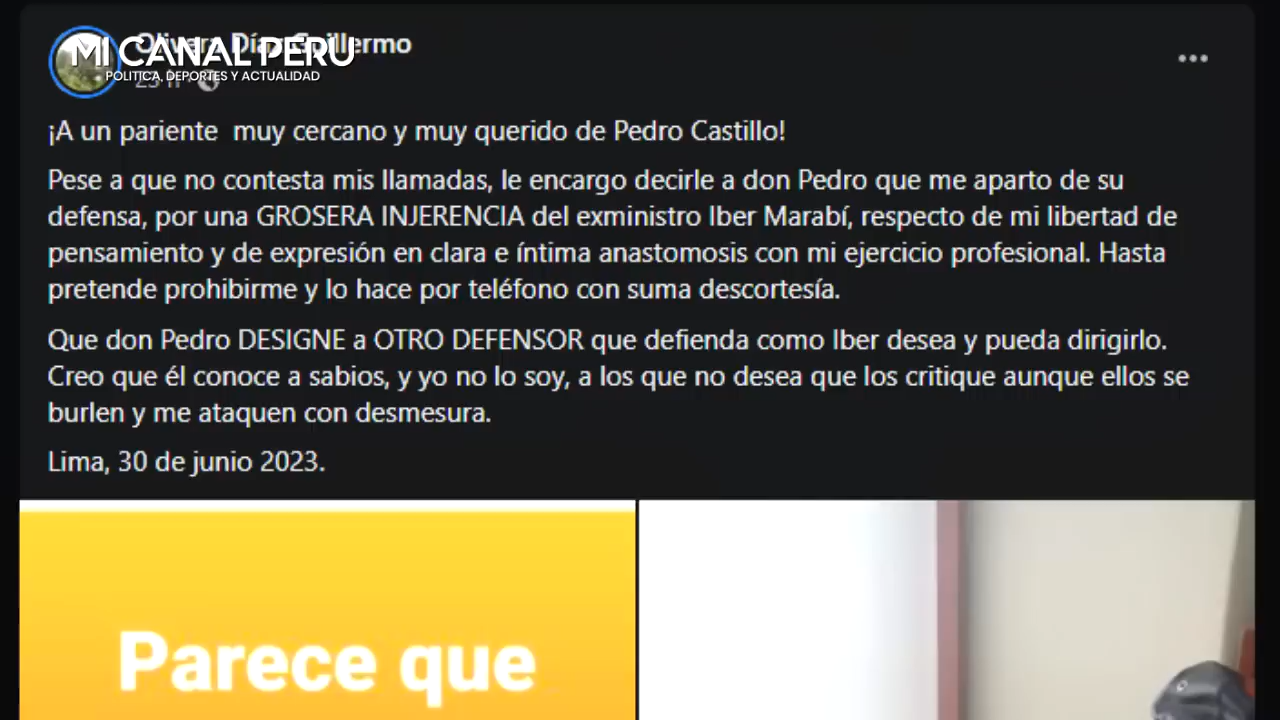 MI CANAL PERU
POLITICA, DEPORTES Y ACTUALIDAD
Olivera Díaz Guillermo
23 h
¡A un pariente muy cercano y muy querido de Pedro Castillo!
Pese a que no contesta mis llamadas, le encargo decirle a don Pedro que me aparto de su
defensa, por una GROSERA INJERENCIA del exministro Iber Marabí, respecto de mi libertad de
pensamiento y de expresión en clara e íntima anastomosis con mi ejercicio profesional. Hasta
pretende prohibirme y lo hace por teléfono con suma descortesía.
Que don Pedro DESIGNE a OTRO DEFENSOR que defienda como Iber desea y pueda dirigirlo.
Creo que él conoce a sabios, y yo no lo soy, a los que no desea que los critique aunque ellos se
burlen y me ataquen con desmesura.
Lima, 30 de junio 2023.
Parece que